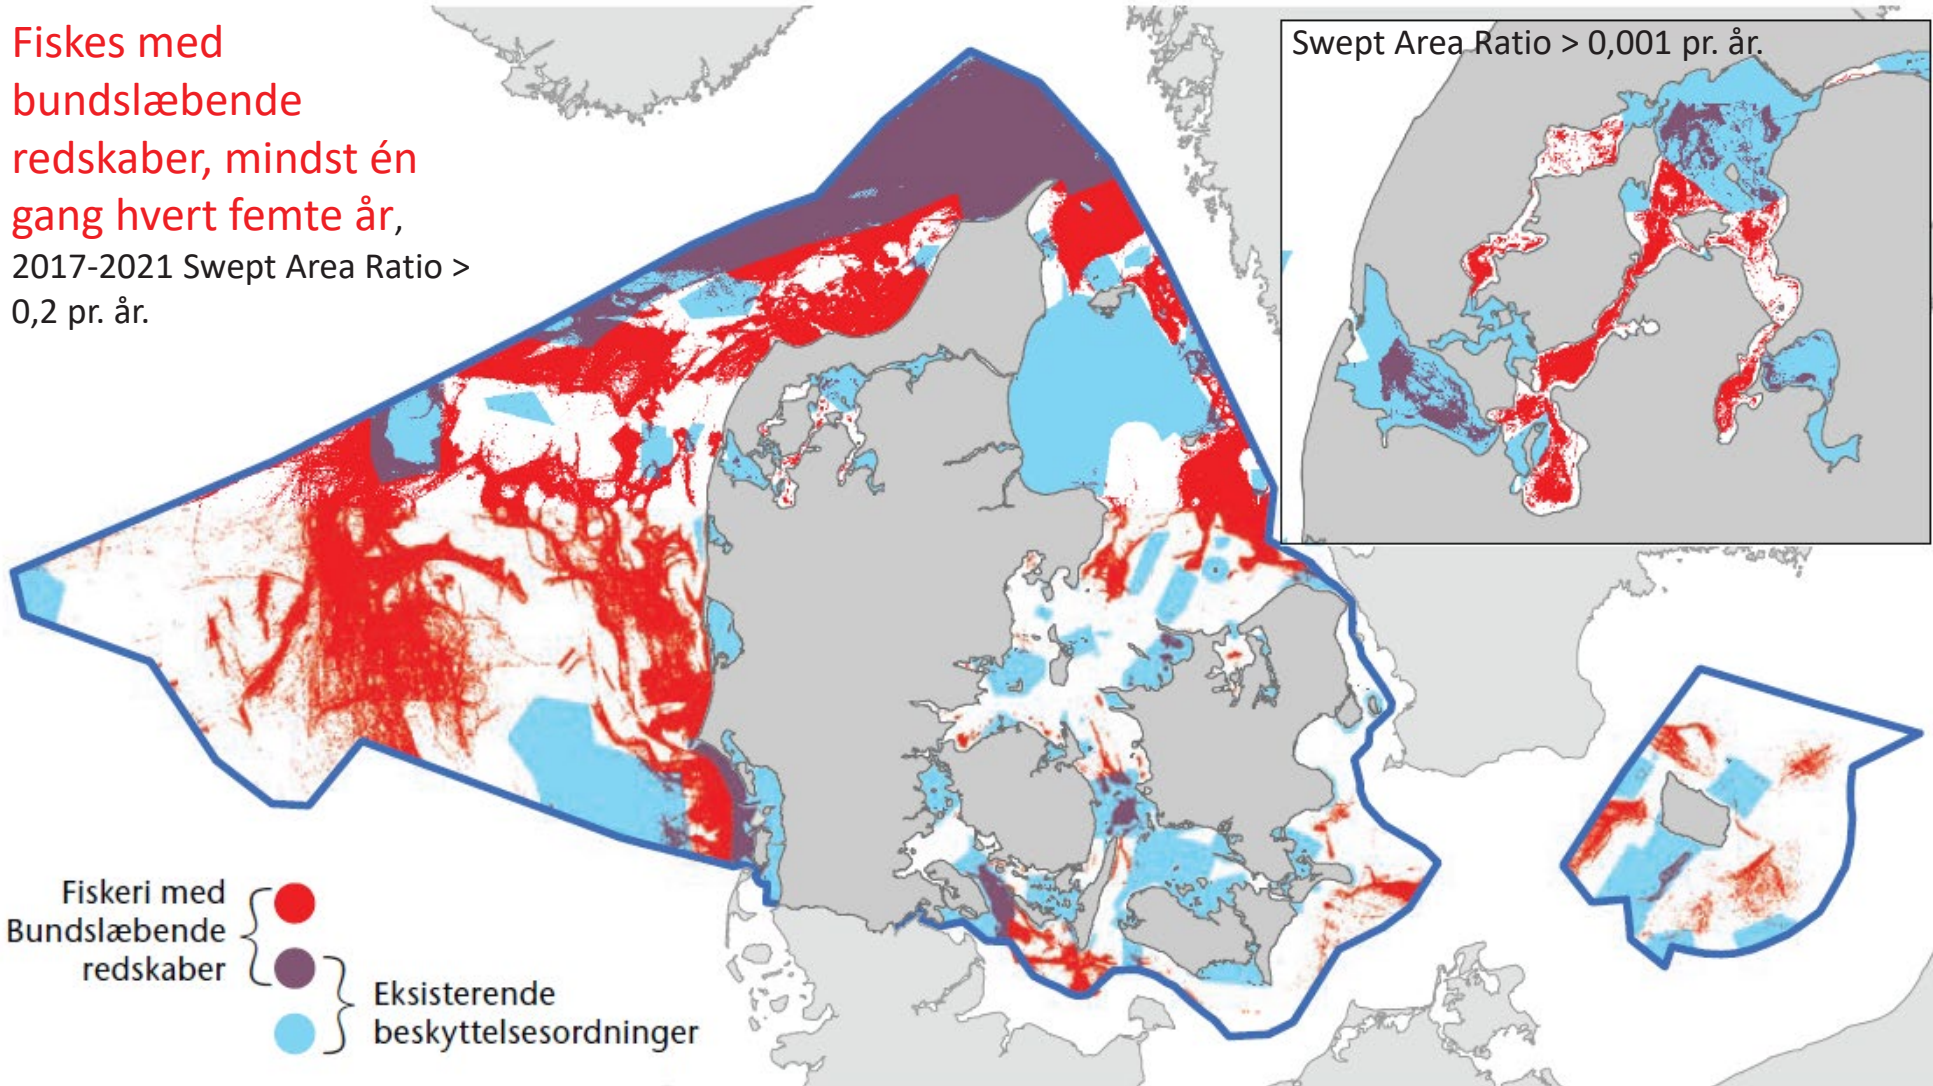 Fiskes med
bundslæbende
redskaber, mindst én
gang hvert femte år,
2017-2021 Swept Area Ratio >
0,2 pr. år.
Swept Area Ratio > 0,001 pr. år.
Fiskeri med
Bundslæbende
redskaber
Eksisterende
beskyttelsesordninger